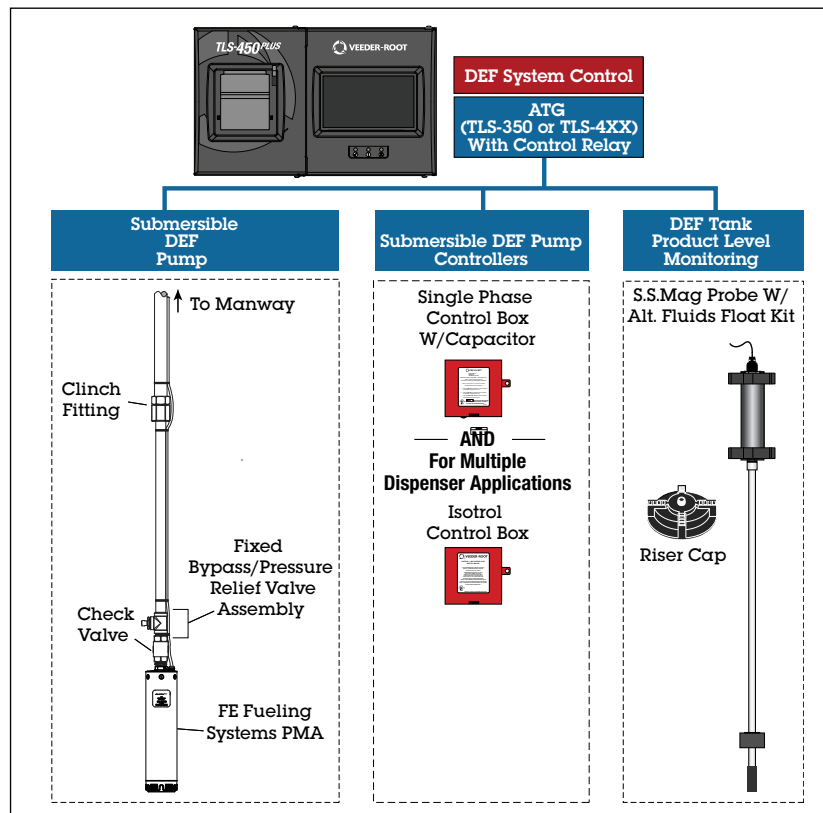 TLS-450PLUS
VEEDER-ROOT
DEF System Control
ATG
(TLS-350 or TLS-4XX)
With Control Relay
Submersible
DEF
Pump
To Manway
Clinch
Fitting
Fixed
Bypass/Pressure
Relief Valve
Assembly
Check
Valve
FE Fueling
Systems PMA
Submersible DEF Pump
Controllers
Single Phase
Control Box
W/Capacitor
AND
For Multiple
Dispenser Applications
Isotrol
Control Box
VEEDER-ROOT
DEF Tank
Product Level
Monitoring
S.S.Mag Probe W/
Alt. Fluids Float Kit
Riser Cap